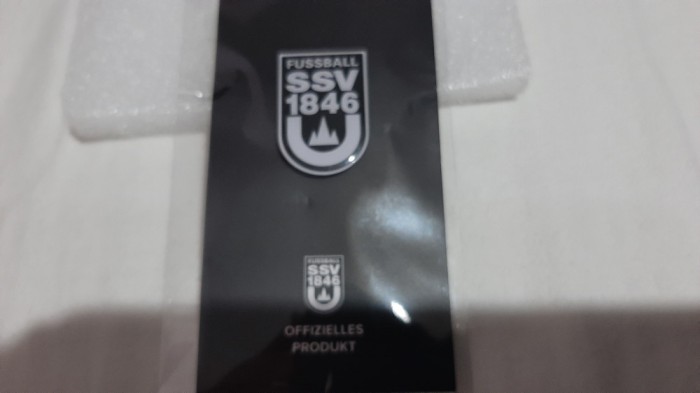 FUSSBALL
SSV
1846
U
FUSSBALL
SSV
1846
U
OFFIZIELLES
PRODUKT